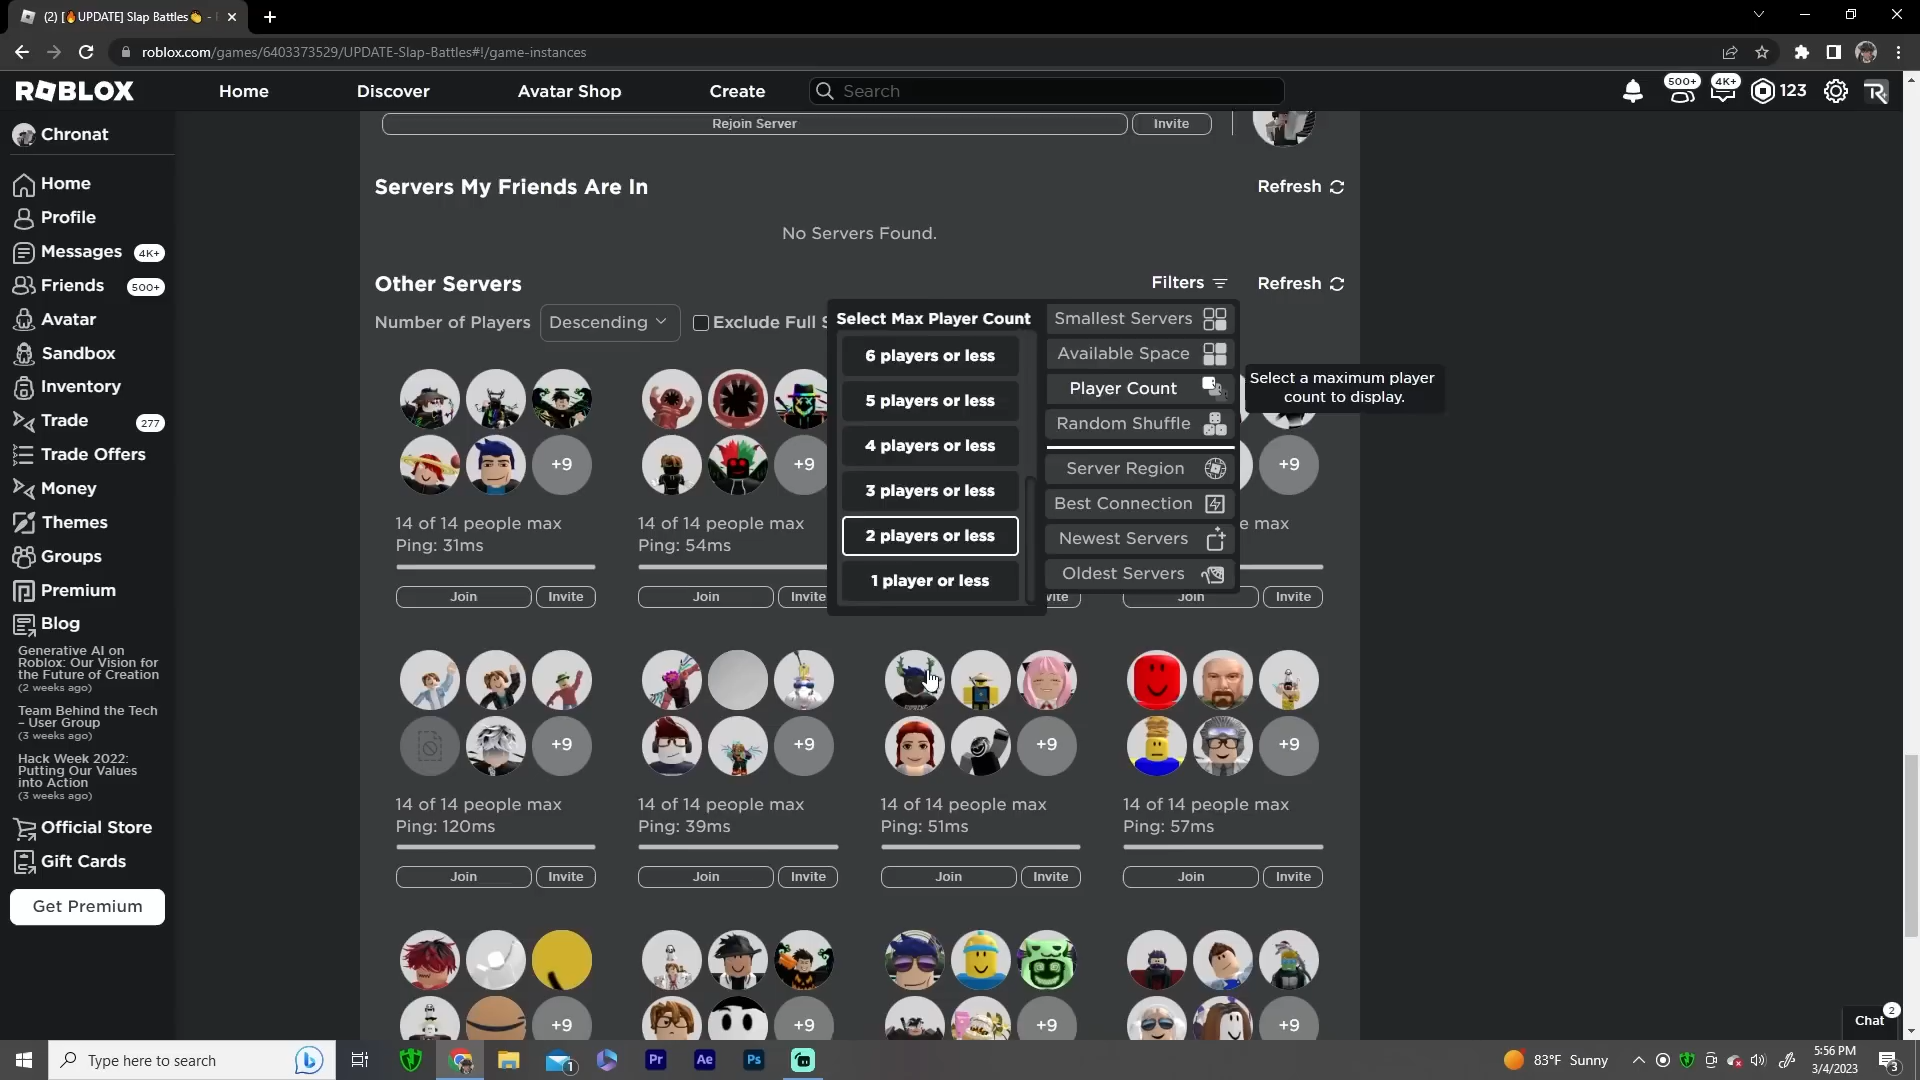 (2) [🔥UPDATE] Slap Battles👏 -
roblox.com/games/6403373529/UPDATE-Slap-Battles#!/game-instances
ROBLOX
Home
Discover
Avatar Shop
Create
Search
500+
4K+
123
Chronat
Home
Profile
Messages 4K+
Friends 500+
Avatar
Sandbox
Inventory
Trade 277
Trade Offers
Money
Themes
Groups
Premium
Blog
Generative AI on
Roblox: Our Vision for
the Future of Creation
(2 weeks ago)
Team Behind the Tech
– User Group
(3 weeks ago)
Hack Week 2022:
Putting Our Values
into Action
(3 weeks ago)
Official Store
Gift Cards
Get Premium
Rejoin Server
Invite
Servers My Friends Are In
Refresh
No Servers Found.
Other Servers
Filters
Refresh
Number of Players
Descending
Exclude Full S
Select Max Player Count
6 players or less
5 players or less
4 players or less
3 players or less
2 players or less
1 player or less
Smallest Servers
Available Space
Player Count
Random Shuffle
Server Region
Best Connection
Newest Servers
Oldest Servers
Select a maximum player
count to display.
+9
+9
+9
14 of 14 people max
Ping: 31ms
14 of 14 people max
Ping: 54ms
e max
Join
Invite
Join
Invite
vite
Join
Invite
+9
+9
+9
+9
14 of 14 people max
Ping: 120ms
14 of 14 people max
Ping: 39ms
14 of 14 people max
Ping: 51ms
14 of 14 people max
Ping: 57ms
Join
Invite
Join
Invite
Join
Invite
Join
Invite
+9
+9
+9
+9
Chat
2
Type here to search
1
Pr
Ae
Ps
83°F Sunny
5:56 PM
3/4/2023
3